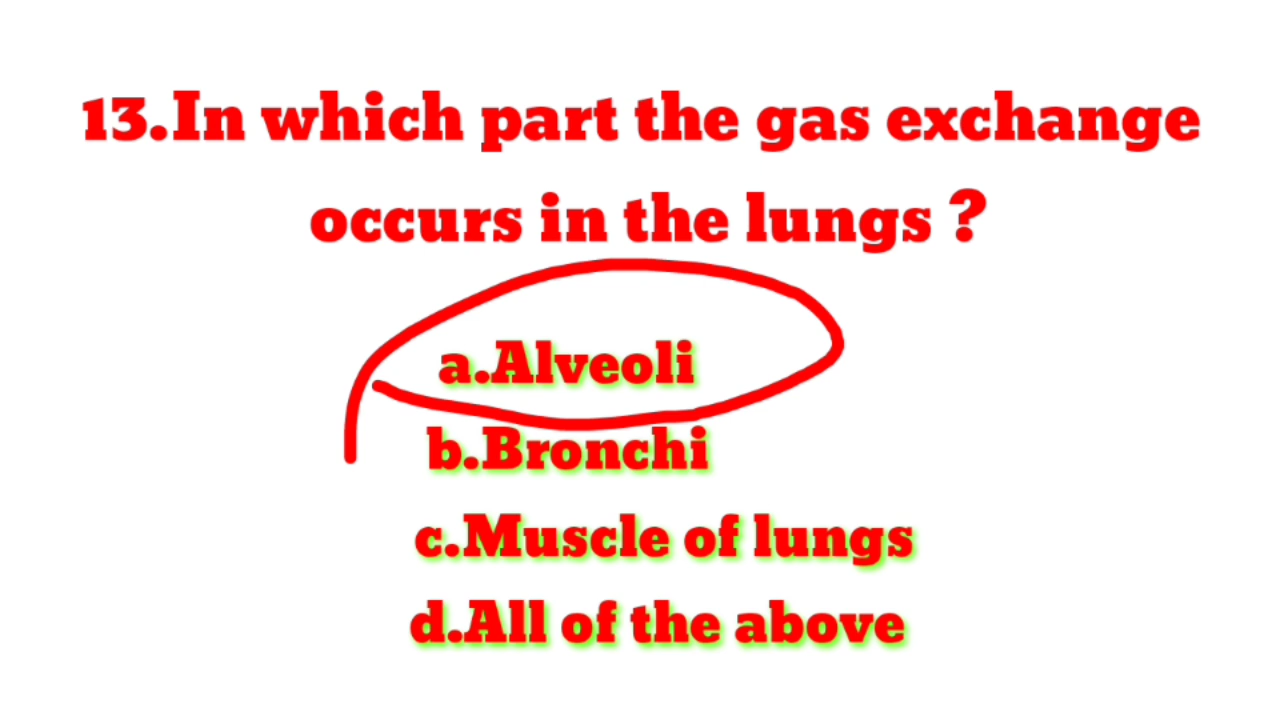 13.In which part the gas exchange
occurs in the lungs ?
a.Alveoli
b.Bronchi
c.Muscle of lungs
d.All of the above